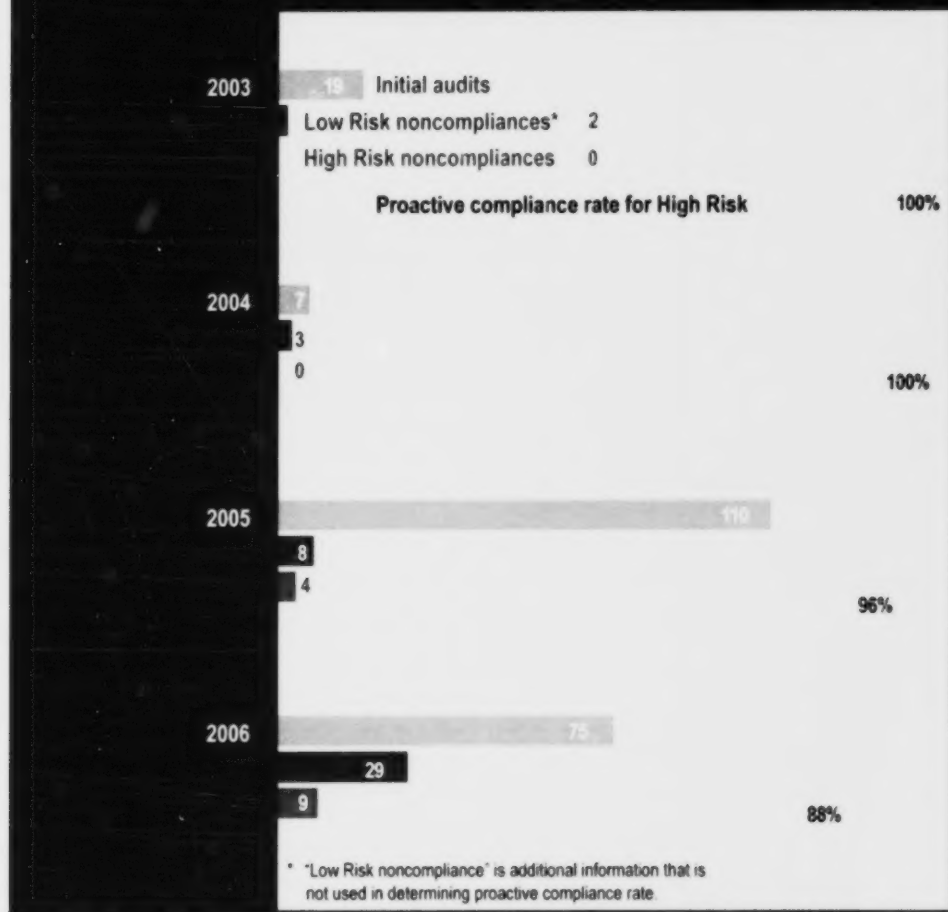 2003 19 Initial audits
Low Risk noncompliances* 2
High Risk noncompliances 0
Proactive compliance rate for High Risk 100%
2004 7
3
0
100%
2005 110
8
4
96%
2006 75
29
9
88%
* "Low Risk noncompliance" is additional information that is
not used in determining proactive compliance rate.